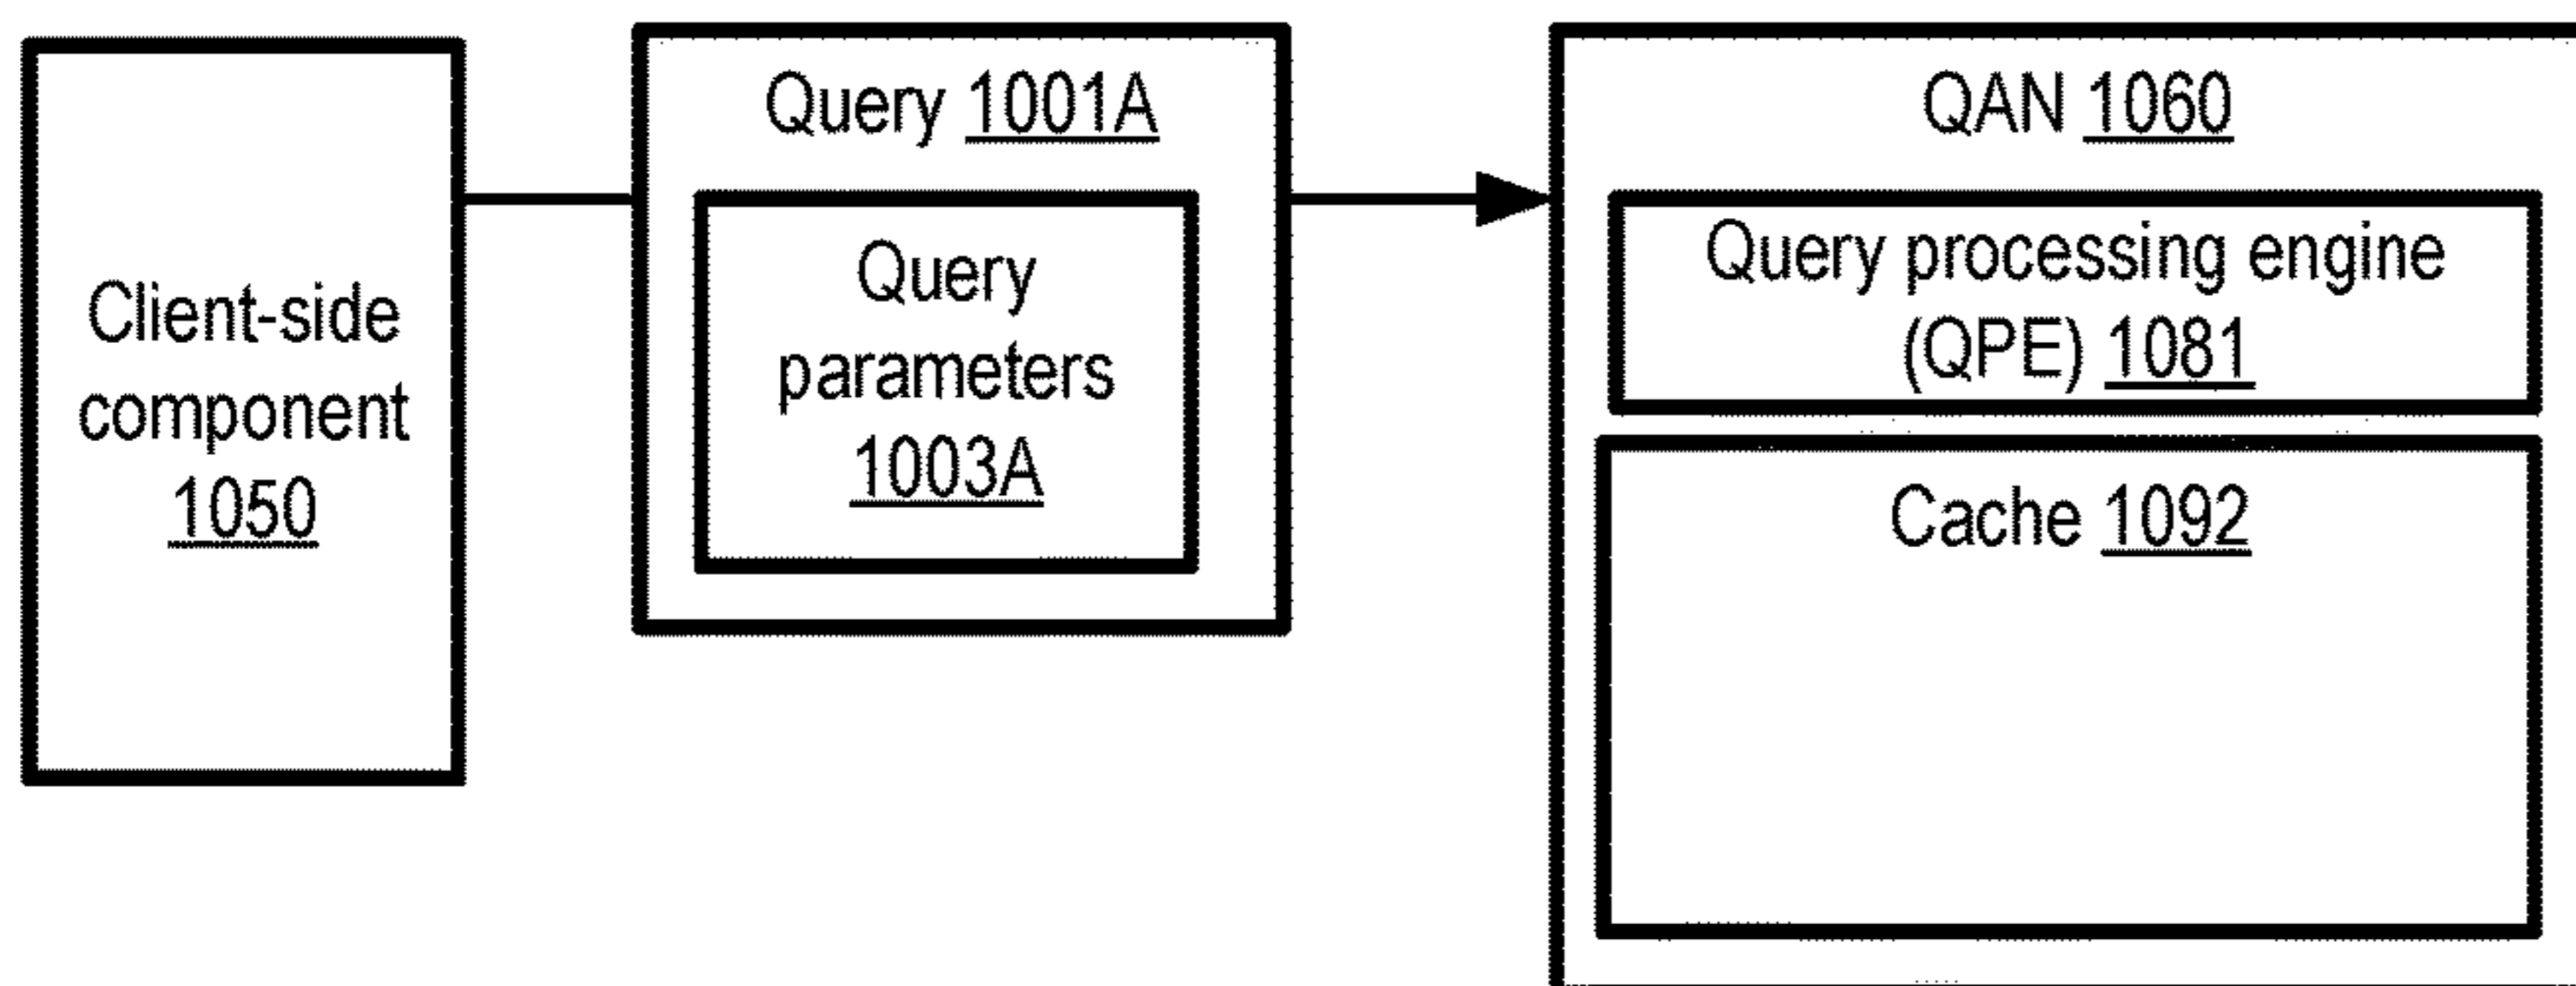 Client-side
component
1050
Query 1001A
Query
parameters
1003A
QAN 1060
Query processing engine
(QPE) 1081
Cache 1092